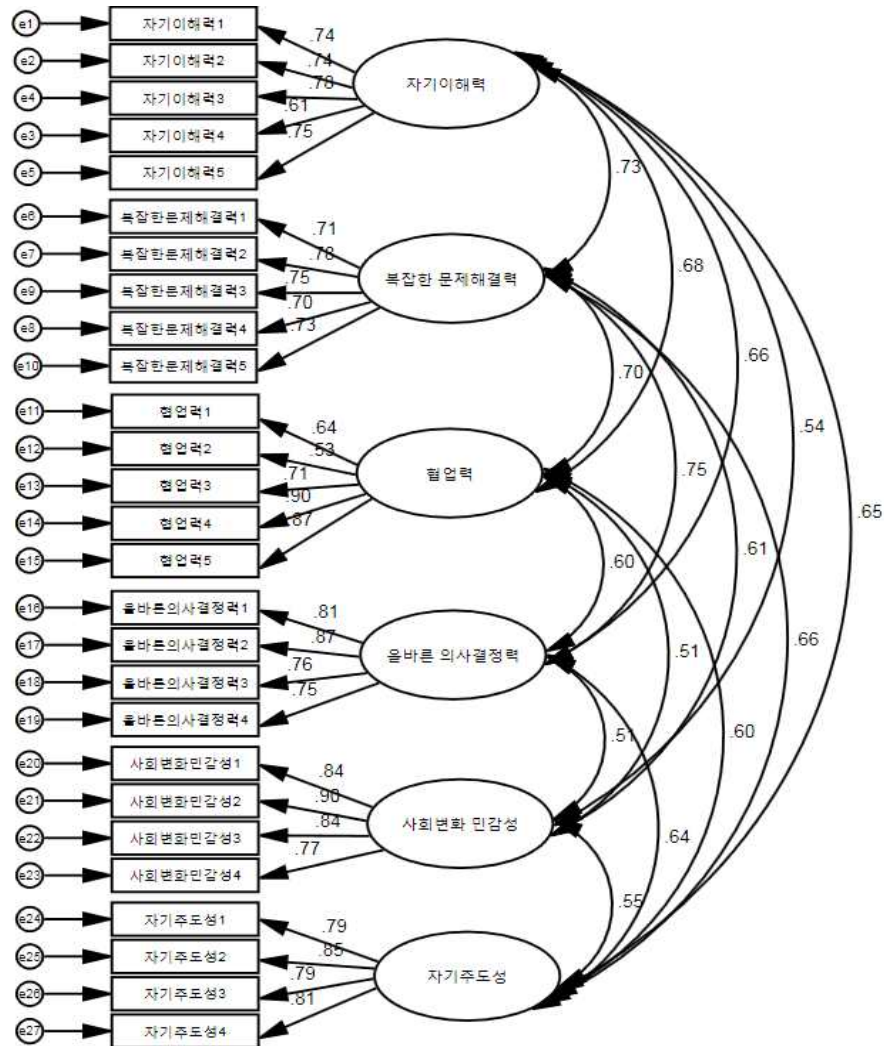 e1 자기이해력1
e2 자기이해력2
e4 자기이해력3
e3 자기이해력4
e5 자기이해력5
.74
.74
.78
.61
.75
자기이해력
e6 복잡한문제해결력1
e7 복잡한문제해결력2
e9 복잡한문제해결력3
e8 복잡한문제해결력4
e10 복잡한문제해결력5
.71
.78
.75
.70
.73
복잡한 문제해결력
e11 협업력1
e12 협업력2
e13 협업력3
e14 협업력4
e15 협업력5
.64
.53
.71
.90
.87
협업력
e16 올바른의사결정력1
e17 올바른의사결정력2
e18 올바른의사결정력3
e19 올바른의사결정력4
.81
.87
.76
.75
올바른 의사결정력
e20 사회변화민감성1
e21 사회변화민감성2
e22 사회변화민감성3
e23 사회변화민감성4
.84
.90
.84
.77
사회변화 민감성
e24 자기주도성1
e25 자기주도성2
e26 자기주도성3
e27 자기주도성4
.79
.85
.79
.81
자기주도성
.73
.68
.66
.54
.65
.70
.75
.61
.66
.60
.51
.60
.51
.64
.55